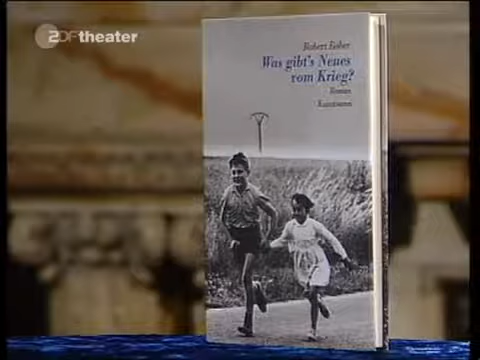 ZDFtheater
Robert Bober
Was gibt's Neues
vom Krieg?
Roman
Kunstmann